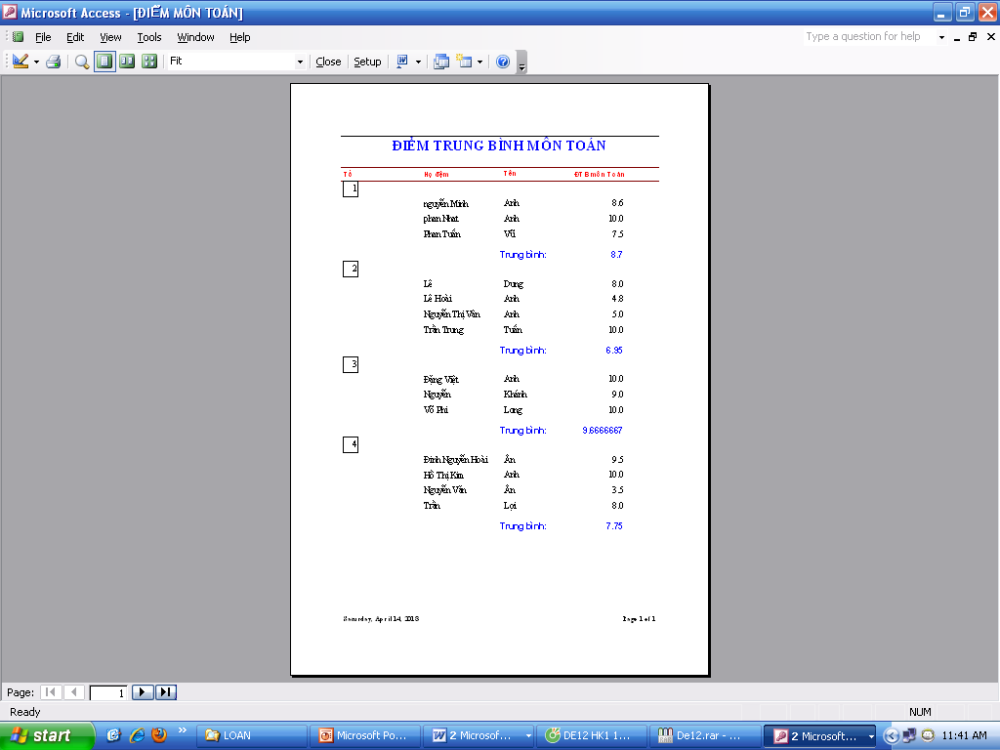 Microsoft Access - [ĐIỂM MÔN TOÁN]
File Edit View Tools Window Help
Type a question for help
Fit Close Setup
ĐIỂM TRUNG BÌNH MÔN TOÁN
Tổ Họ đệm Tên ĐTB môn Toán
1
nguyễn Minh Anh 8.6
phan Nhat Anh 10.0
Phan Tuấn Vũ 7.5
Trung bình: 8.7
2
Lê Dung 8.0
Lê Hoài Anh 4.8
Nguyễn Thị Vân Anh 5.0
Trần Trung Tuấn 10.0
Trung bình: 6.95
3
Đặng Việt Anh 10.0
Nguyễn Khánh 9.0
Võ Phi Long 10.0
Trung bình: 9.6666667
4
Đinh Nguyễn Hoài Ân 9.5
Hồ Thị Kim Anh 10.0
Nguyễn Văn Ân 3.5
Trần Lợi 8.0
Trung bình: 7.75
Saturday, April 14, 2018 Page 1 of 1
Page: 1
Ready NUM
start LOAN Microsoft Po... 2 Microsof... DE12 HK1 1... De12.rar - ... 2 Microsoft... 11:41 AM